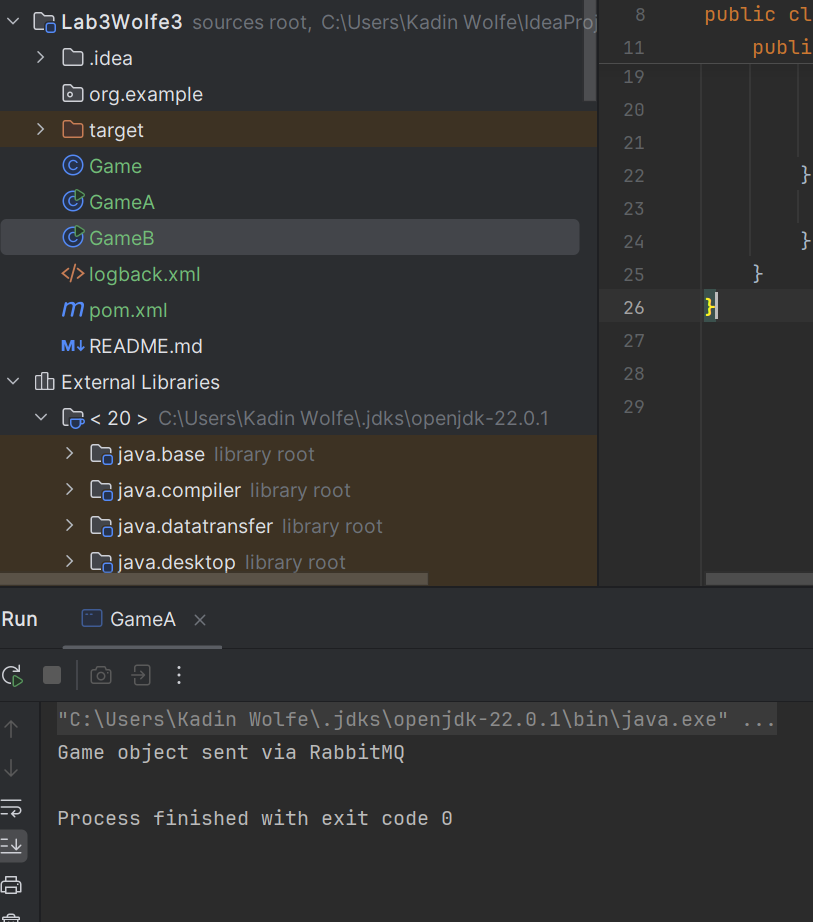 Lab3Wolfe3 sources root, C:\Users\Kadin Wolfe\IdeaProj
.idea
org.example
target
Game
GameA
GameB
</> logback.xml
m pom.xml
M↓ README.md
External Libraries
< 20 > C:\Users\Kadin Wolfe\.jdks\openjdk-22.0.1
java.base library root
java.compiler library root
java.datatransfer library root
java.desktop library root
8 public cl
11 publi
19
20
21
22 }
23
24 }
25 }
26 }
27
28
29
Run GameA
"C:\Users\Kadin Wolfe\.jdks\openjdk-22.0.1\bin\java.exe" ...
Game object sent via RabbitMQ
Process finished with exit code 0